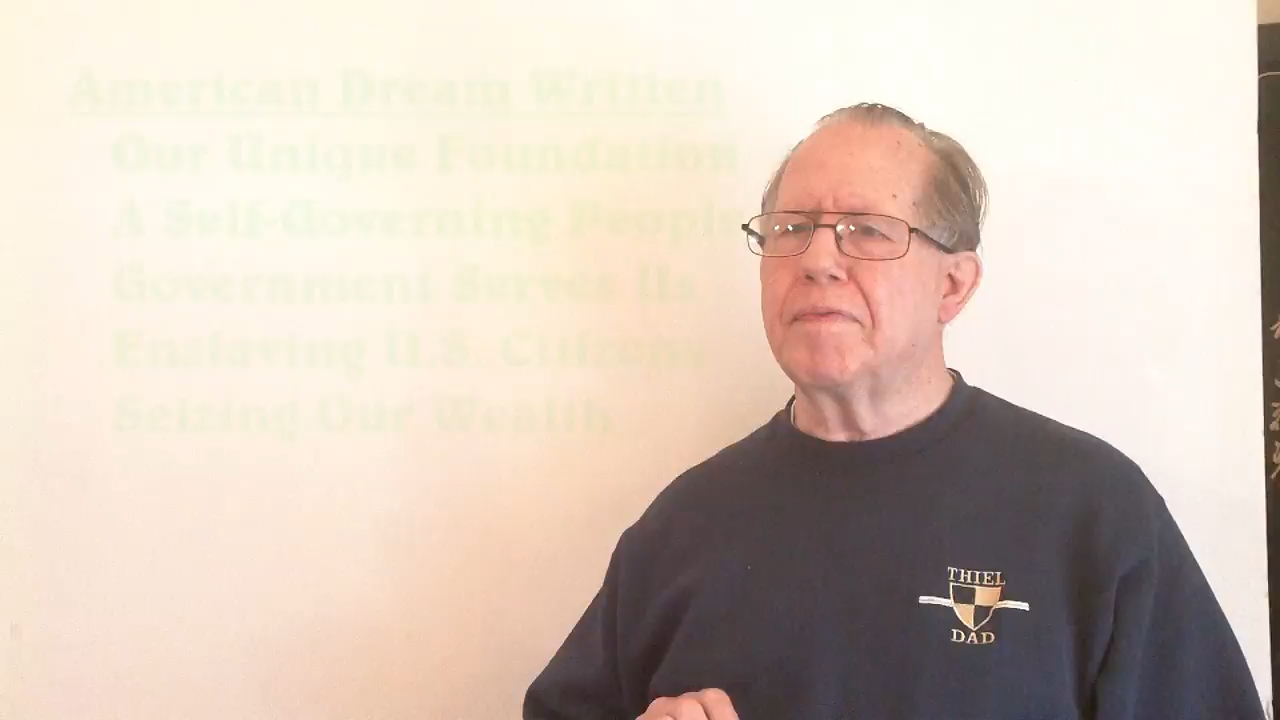 American Dream Written
Our Unique Foundation
A Self-Governing People
Government Serves Us
Enslaving U.S. Citizens
Seizing Our Wealth
THIEL
DAD